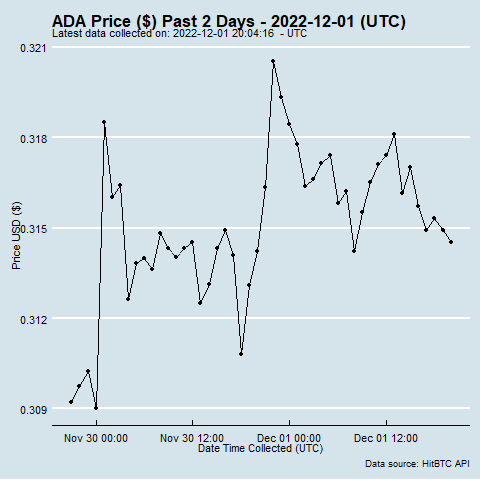 ADA Price ($) Past 2 Days - 2022-12-01 (UTC)
Latest data collected on: 2022-12-01 20:04:16 - UTC
0.321
0.318
0.315
0.312
0.309
Price USD ($)
Nov 30 00:00
Nov 30 12:00
Dec 01 00:00
Dec 01 12:00
Date Time Collected (UTC)
Data source: HitBTC API